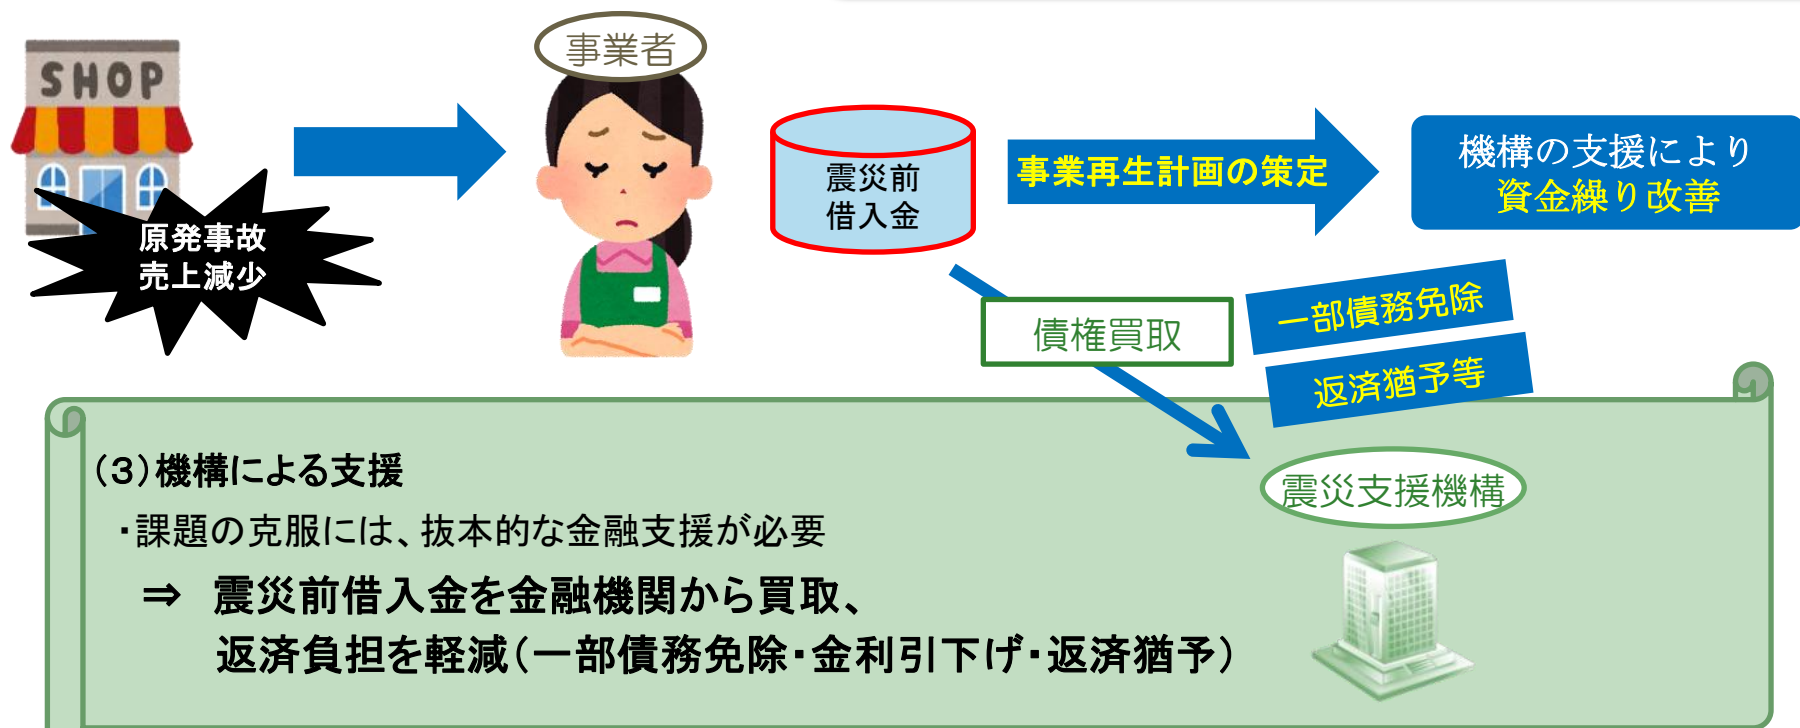 SHOP
原発事故
売上減少
事業者
震災前
借入金
事業再生計画の策定
機構の支援により
資金繰り改善
債権買取
一部債務免除
返済猶予等
震災支援機構
（３）機構による支援
・課題の克服には、抜本的な金融支援が必要
⇒　震災前借入金を金融機関から買取、
返済負担を軽減（一部債務免除・金利引下げ・返済猶予）